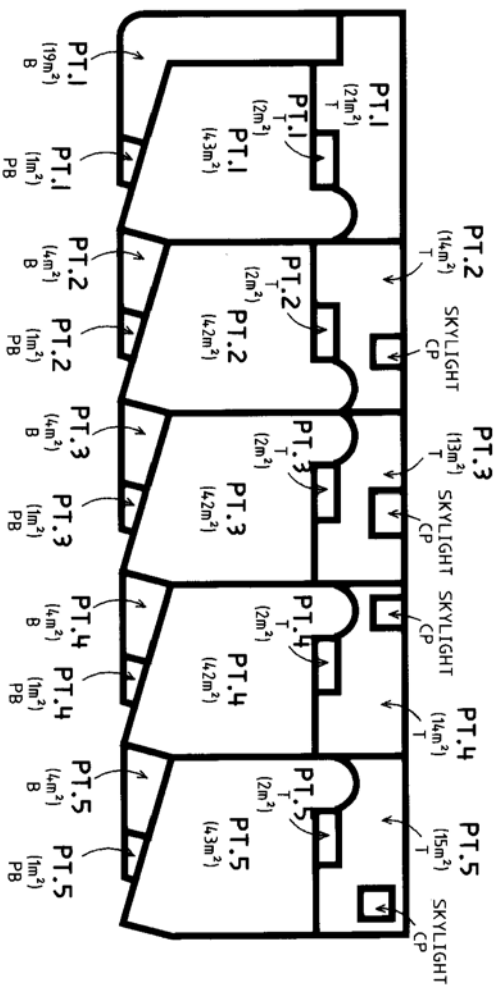 PT.1
(19m²)
B
PT.1
(1m²)
PB
PT.1
(43m²)
PT.1
(2m²)
T
PT.1
(21m²)
T
PT.2
(4m²)
B
PT.2
(1m²)
PB
PT.2
(42m²)
PT.2
(2m²)
T
PT.2
(14m²)
T
SKYLIGHT
CP
PT.3
(4m²)
B
PT.3
(1m²)
PB
PT.3
(42m²)
PT.3
(2m²)
T
PT.3
(13m²)
T
SKYLIGHT
CP
PT.4
(4m²)
B
PT.4
(1m²)
PB
PT.4
(42m²)
PT.4
(2m²)
T
SKYLIGHT
CP
PT.4
(14m²)
T
PT.5
(4m²)
B
PT.5
(1m²)
PB
PT.5
(43m²)
PT.5
(2m²)
T
PT.5
(15m²)
T
SKYLIGHT
CP